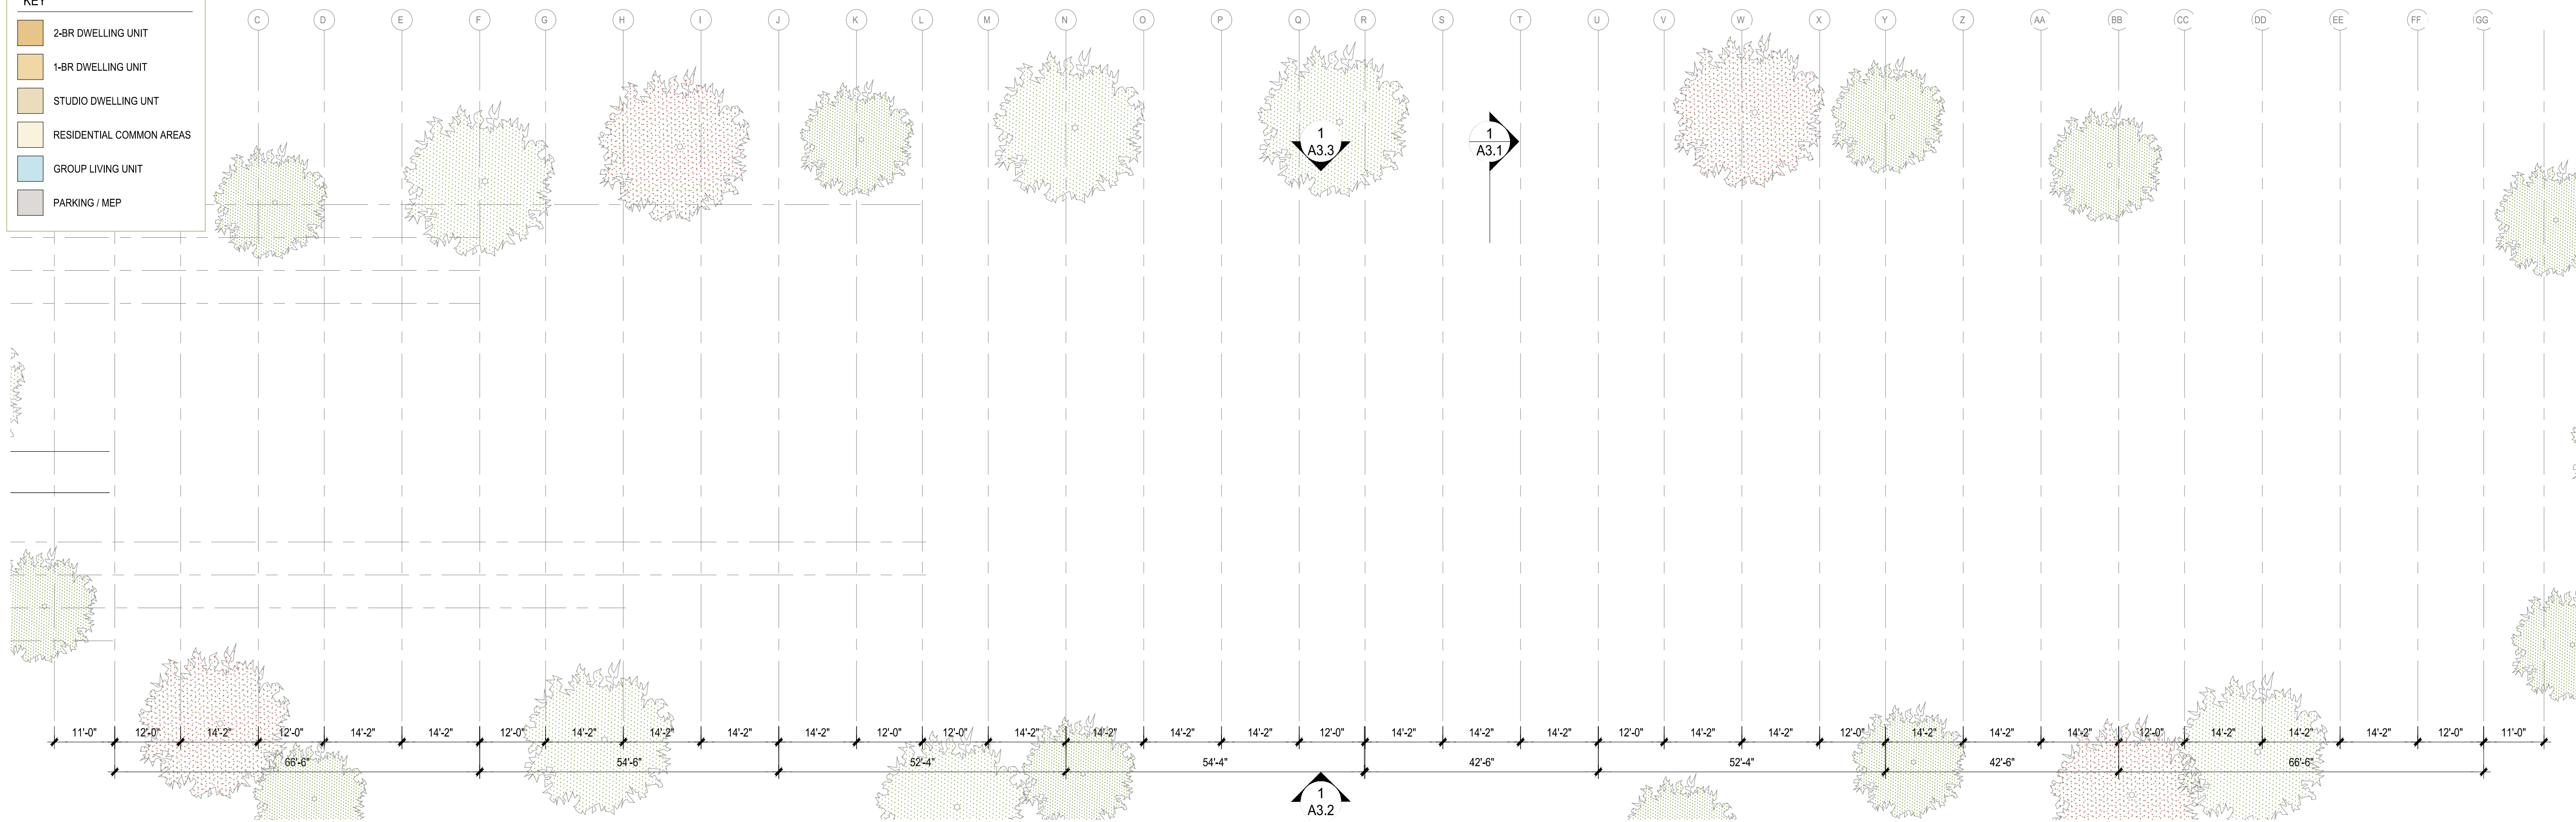 KEY
2-BR DWELLING UNIT
1-BR DWELLING UNIT
STUDIO DWELLING UNT
RESIDENTIAL COMMON AREAS
GROUP LIVING UNIT
PARKING / MEP
C D E F G H I J K L M N O P Q R S T U V W X Y Z AA BB CC DD EE FF GG
1
A3.3
1
A3.1
11'-0" 12'-0" 14'-2" 12'-0" 14'-2" 14'-2" 12'-0" 14'-2" 14'-2" 14'-2" 14'-2" 12'-0" 12'-0" 14'-2" 14'-2" 14'-2" 14'-2" 12'-0" 14'-2" 14'-2" 14'-2" 12'-0" 14'-2" 14'-2" 12'-0" 14'-2" 14'-2" 14'-2" 12'-0" 14'-2" 14'-2" 14'-2" 12'-0" 11'-0"
66'-6" 54'-6" 52'-4" 54'-4" 42'-6" 52'-4" 42'-6" 66'-6"
1
A3.2